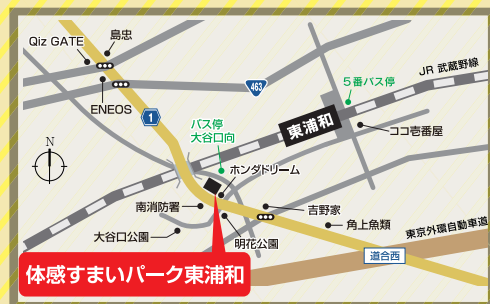 島忠
Qiz GATE
ENEOS
463
5番バス停
JR 武蔵野線
1
バス停
大谷口向
東浦和
ココ壱番屋
N
ホンダドリーム
南消防署
吉野家
大谷口公園
明花公園
角上魚類
東京外環自動車道
道合西
体感すまいパーク東浦和